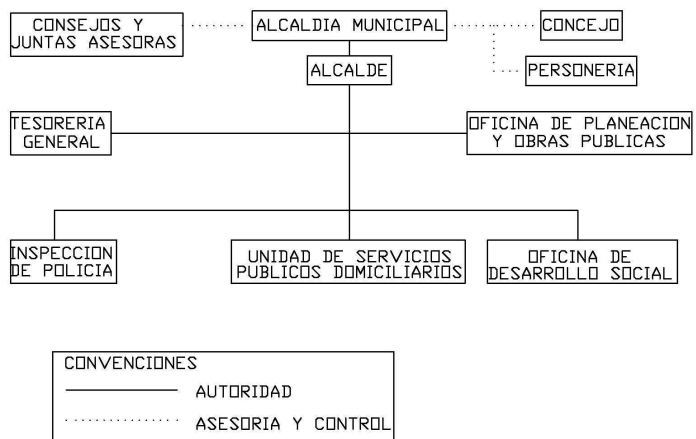 CONSEJOS Y
JUNTAS ASESORAS
ALCALDIA MUNICIPAL
CONCEJO
PERSONERIA
ALCALDE
TESORERIA
GENERAL
OFICINA DE PLANEACION
Y OBRAS PUBLICAS
INSPECCION
DE POLICIA
UNIDAD DE SERVICIOS
PUBLICOS DOMICILIARIOS
OFICINA DE
DESARROLLO SOCIAL
CONVENCIONES
AUTORIDAD
ASESORIA Y CONTROL